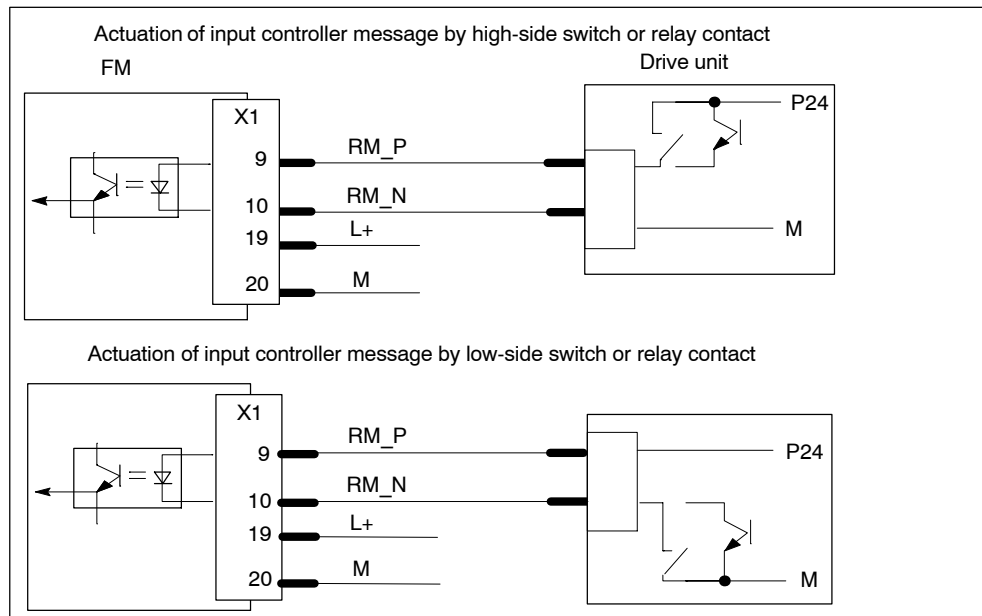 Actuation of input controller message by high-side switch or relay contact
FM
Drive unit
X1
P24
9
RM_P
10
RM_N
19
L+
M
20
M
Actuation of input controller message by low-side switch or relay contact
X1
9
RM_P
P24
10
RM_N
19
L+
20
M
M